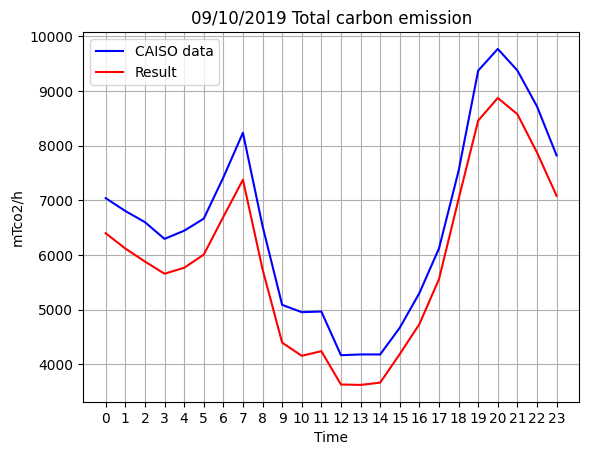 09/10/2019 Total carbon emission
CAISO data
Result
mTco2/h
10000
9000
8000
7000
6000
5000
4000
0 1 2 3 4 5 6 7 8 9 10 11 12 13 14 15 16 17 18 19 20 21 22 23
Time